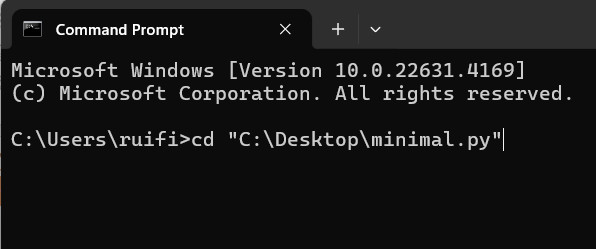 Command Prompt
Microsoft Windows [Version 10.0.22631.4169]
(c) Microsoft Corporation. All rights reserved.
C:\Users\ruifi>cd "C:\Desktop\minimal.py"